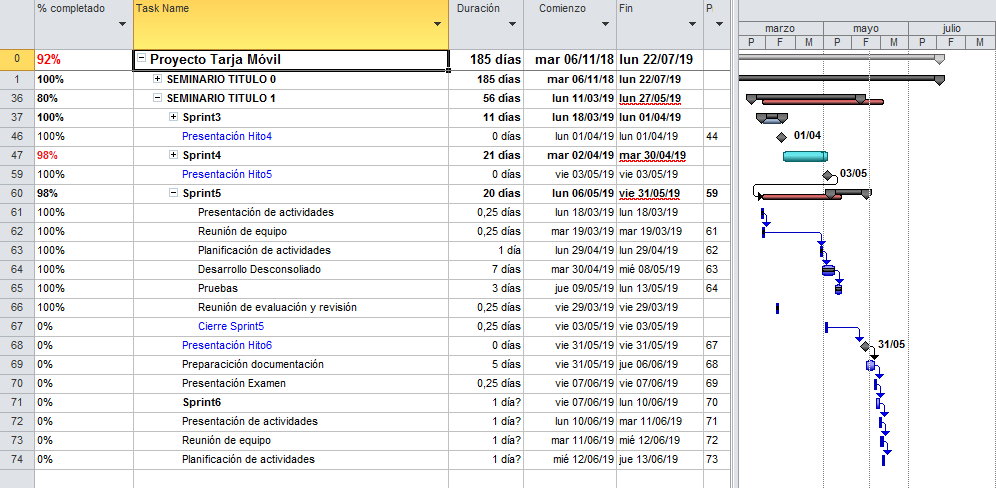 % completado Task Name Duración Comienzo Fin P
marzo mayo julio
P F M P F M P
0 92% Proyecto Tarja Móvil 185 días mar 06/11/18 lun 22/07/19
1 100% SEMINARIO TITULO 0 185 días mar 06/11/18 lun 22/07/19
36 80% SEMINARIO TITULO 1 56 días lun 11/03/19 lun 27/05/19
37 100% Sprint3 11 días lun 18/03/19 lun 01/04/19
46 100% Presentación Hito4 0 días lun 01/04/19 lun 01/04/19 44 01/04
47 98% Sprint4 21 días mar 02/04/19 mar 30/04/19
59 100% Presentación Hito5 0 días vie 03/05/19 vie 03/05/19 03/05
60 98% Sprint5 20 días lun 06/05/19 vie 31/05/19 59
61 100% Presentación de actividades 0,25 días lun 18/03/19 lun 18/03/19
62 100% Reunión de equipo 0,25 días mar 19/03/19 mar 19/03/19 61
63 100% Planificación de actividades 1 día lun 29/04/19 lun 29/04/19 62
64 100% Desarrollo Desconsoliado 7 días mar 30/04/19 mié 08/05/19 63
65 100% Pruebas 3 días jue 09/05/19 lun 13/05/19 64
66 100% Reunión de evaluación y revisión 0,25 días vie 29/03/19 vie 29/03/19
67 0% Cierre Sprint5 0,25 días vie 03/05/19 vie 03/05/19
68 0% Presentación Hito6 0 días vie 31/05/19 vie 31/05/19 67 31/05
69 0% Preparacición documentación 5 días vie 31/05/19 jue 06/06/19 68
70 0% Presentación Examen 0,25 días vie 07/06/19 vie 07/06/19 69
71 0% Sprint6 1 día? vie 07/06/19 lun 10/06/19 70
72 0% Presentación de actividades 1 día? lun 10/06/19 mar 11/06/19 71
73 0% Reunión de equipo 1 día? mar 11/06/19 mié 12/06/19 72
74 0% Planificación de actividades 1 día? mié 12/06/19 jue 13/06/19 73